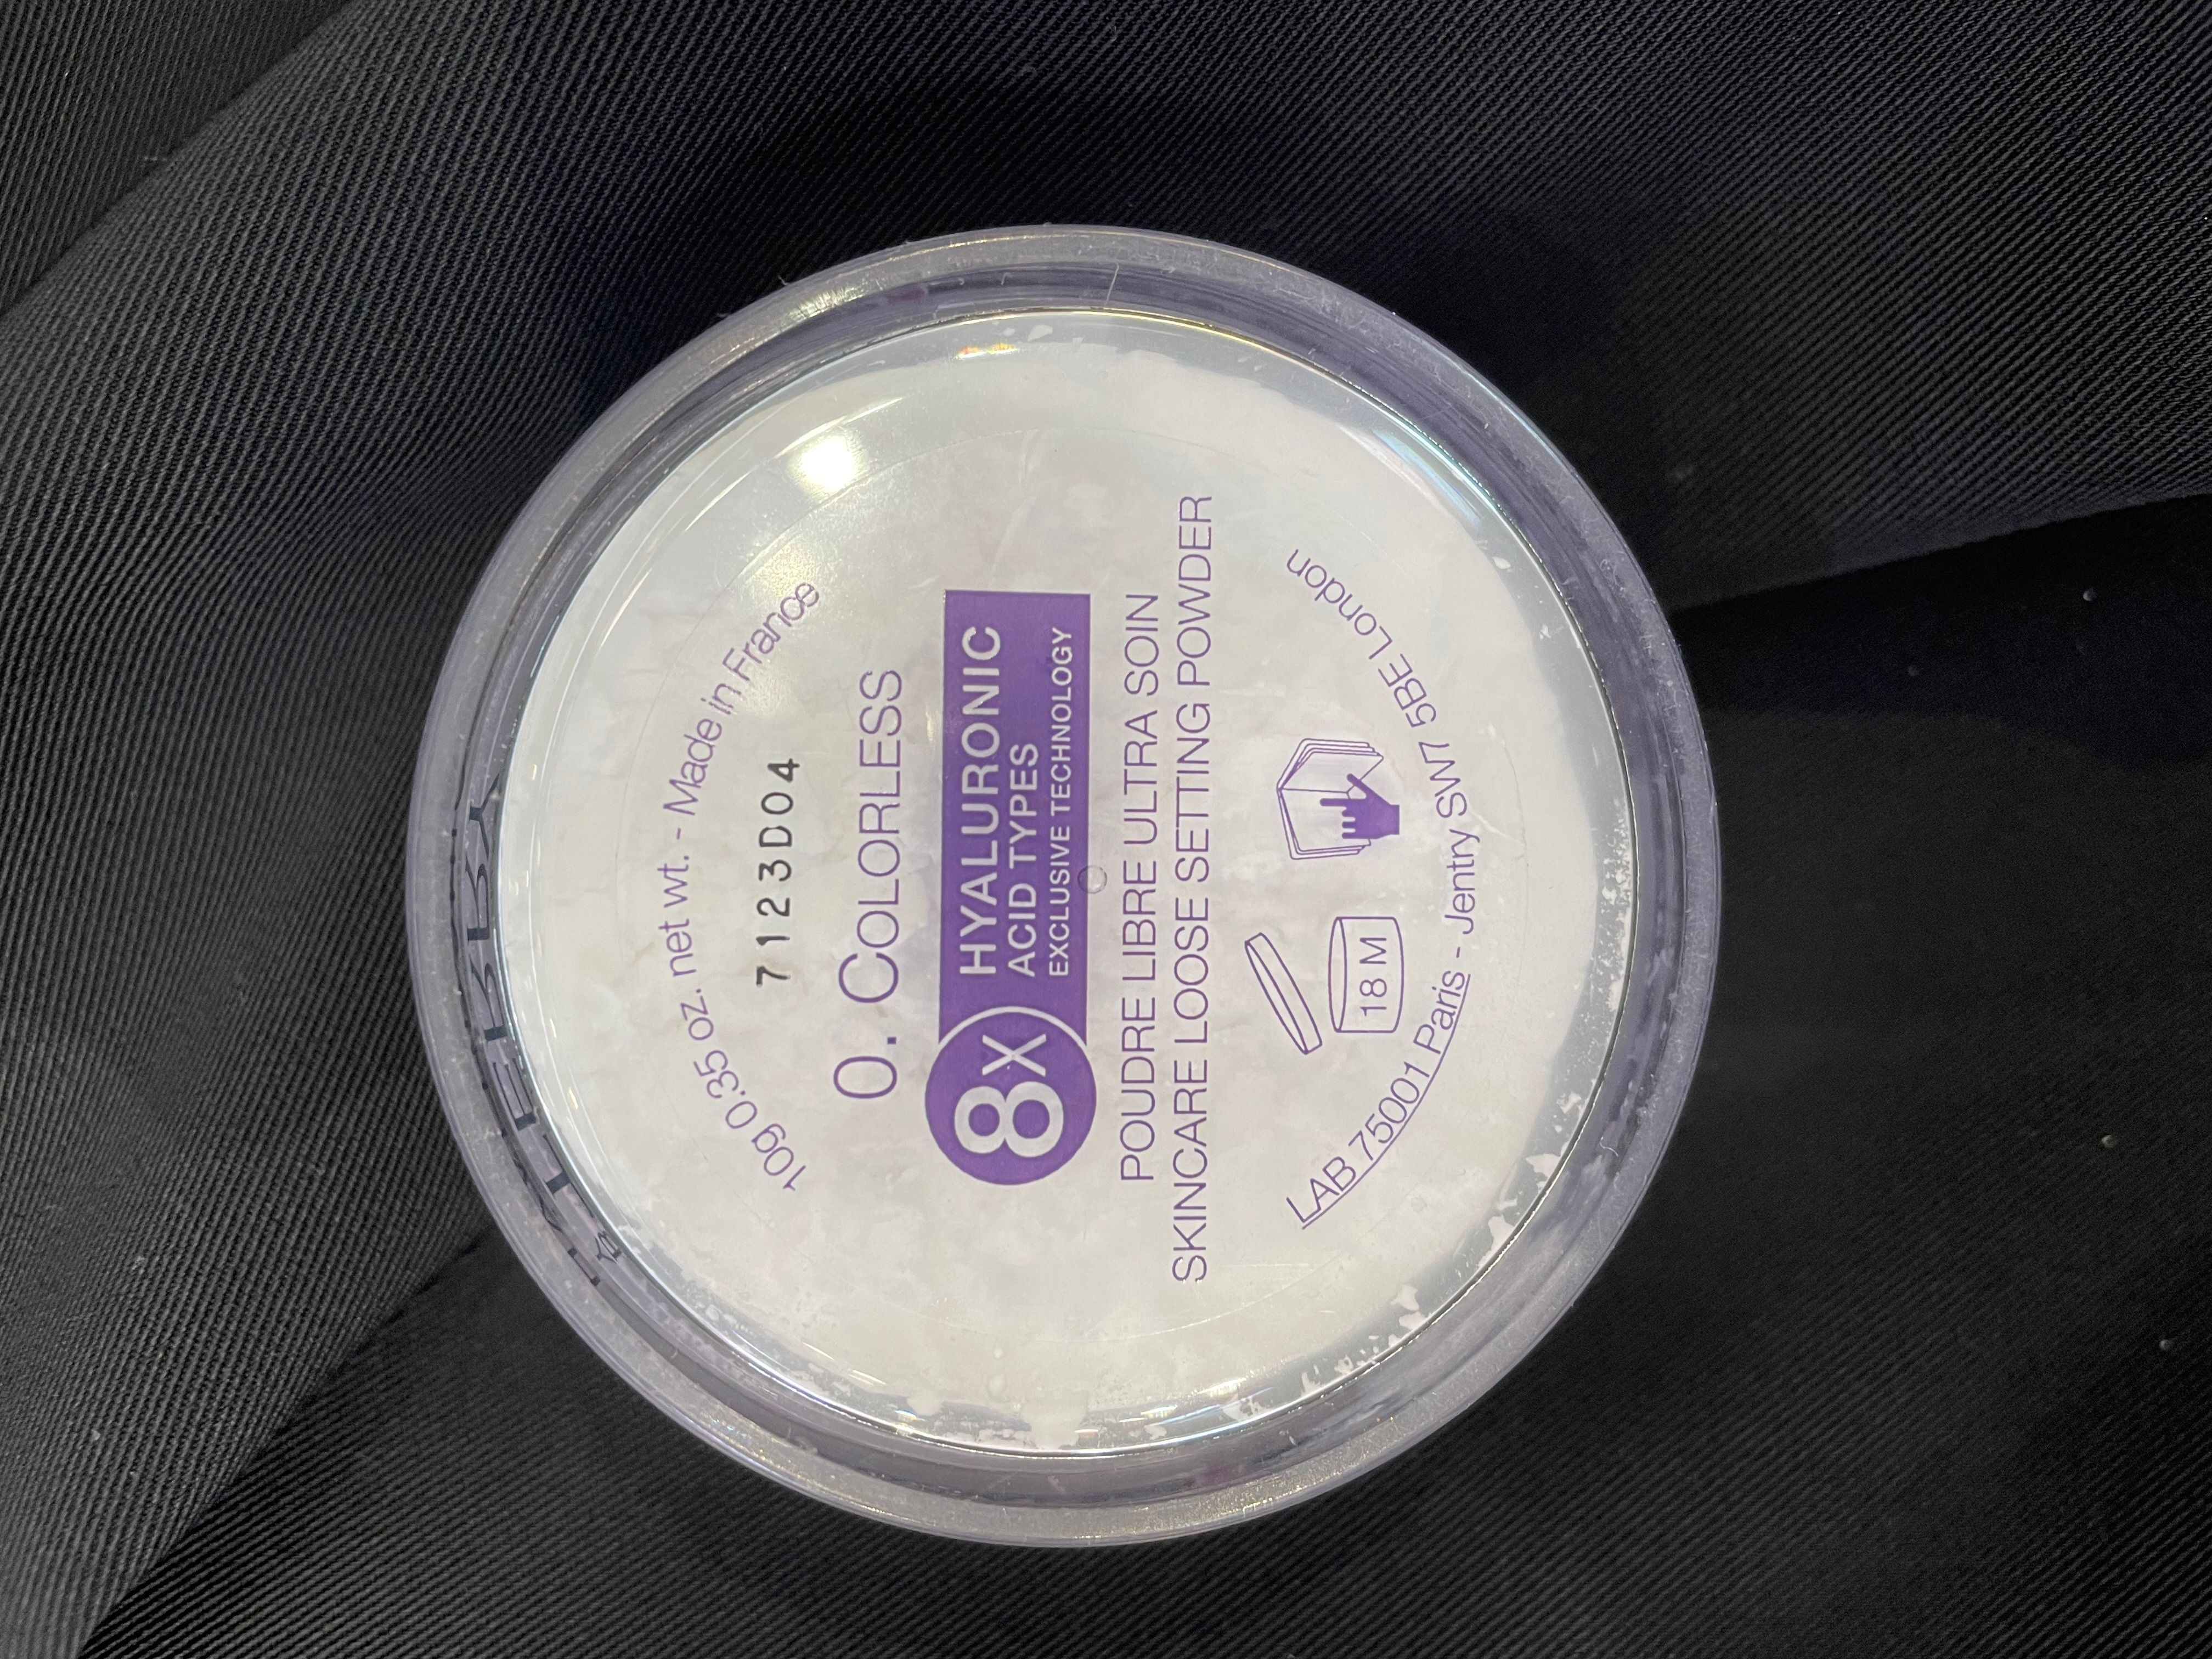 10g 0.35 oz. net wt. - Made in France
7123D04
0. COLORLESS
8X HYALURONIC
ACID TYPES
EXCLUSIVE TECHNOLOGY
POUDRE LIBRE ULTRA SOIN
SKINCARE LOOSE SETTING POWDER
18 M
LAB 75001 Paris - Jentry SW7 5BE London